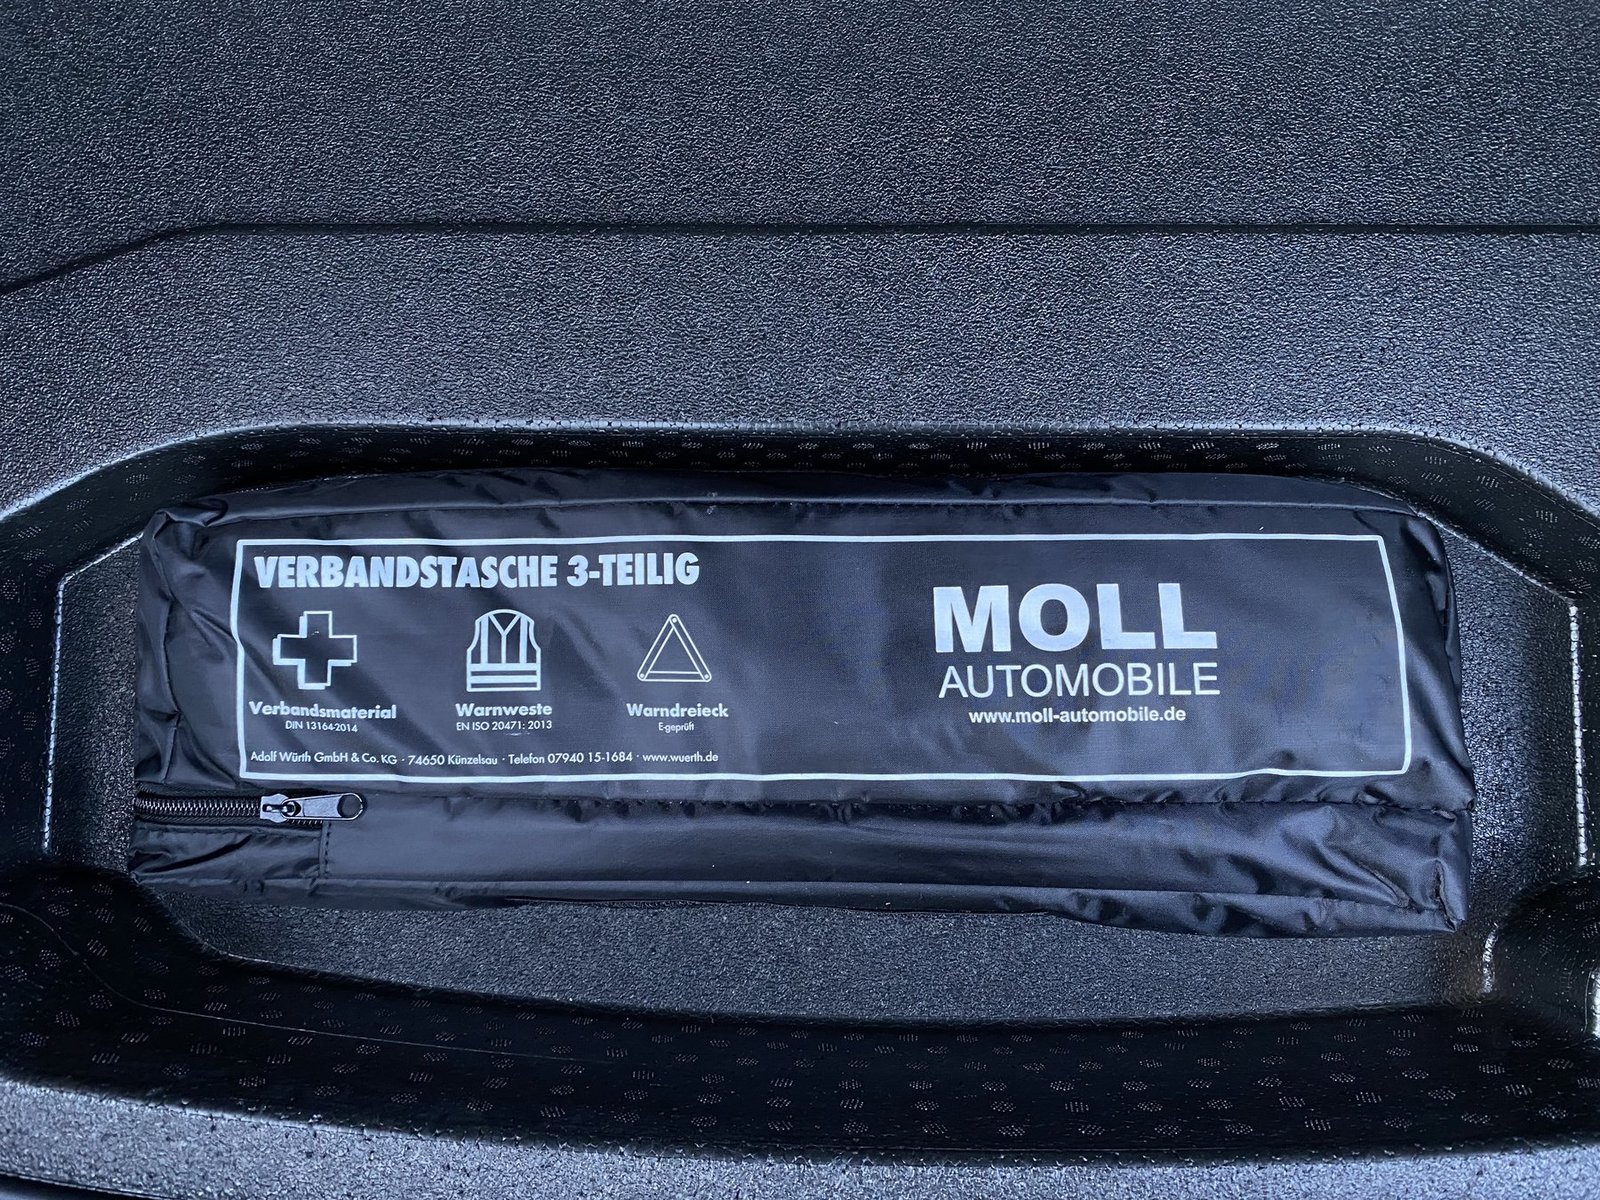 VERBANDSTASCHE 3-TEILIG
Verbandsmaterial
DIN 13164-2014
Warnweste
EN ISO 20471: 2013
Warndreieck
E-geprüft
Adolf Würth GmbH & Co. KG · 74650 Künzelsau · Telefon 07940 15-1684 · www.wuerth.de
MOLL
AUTOMOBILE
www.moll-automobile.de